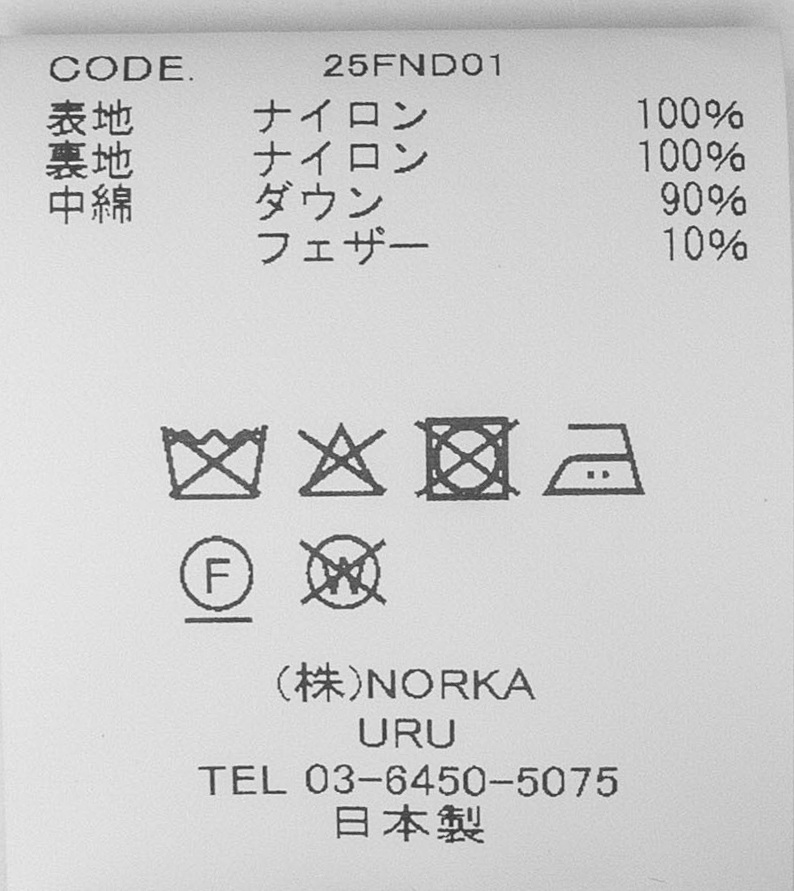 CODE. 25FND01
表地 ナイロン 100%
裏地 ナイロン 100%
中綿 ダウン 90%
フェザー 10%
F W
(株)NORKA
URU
TEL 03-6450-5075
日本製